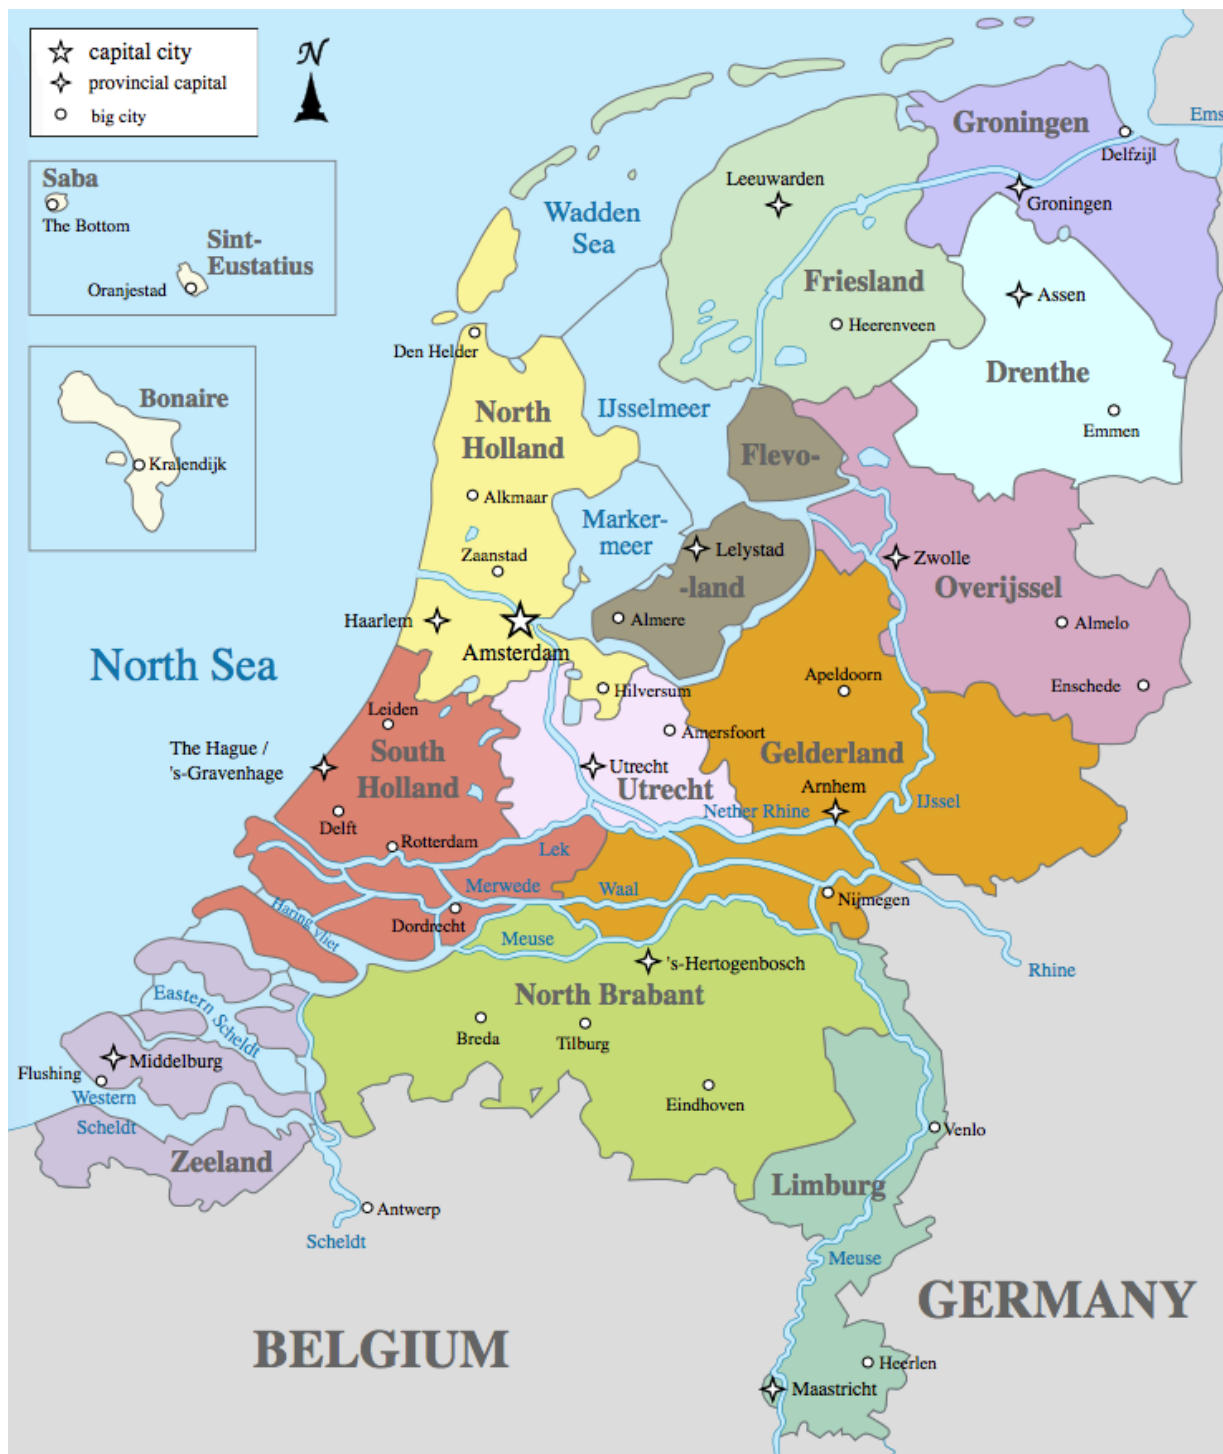 capital city
provincial capital
big city
N
Saba
The Bottom
Sint-
Eustatius
Oranjestad
Bonaire
Kralendijk
Wadden
Sea
Groningen
Delfzijl
Ems
Leeuwarden
Groningen
Friesland
Heerenveen
Assen
Drenthe
Emmen
Den Helder
North
Holland
IJsselmeer
Flevo-
Alkmaar
Marker-
meer
Zaanstad
Lelystad
-land
Almere
Zwolle
Overijssel
Almelo
Enschede
Haarlem
Amsterdam
North Sea
Hilversum
Apeldoorn
Leiden
Amersfoort
The Hague /
's-Gravenhage
South
Holland
Utrecht
Utrecht
Gelderland
Arnhem
Nether Rhine
IJssel
Delft
Rotterdam
Lek
Merwede
Waal
Nijmegen
Haring vliet
Dordrecht
Meuse
Rhine
's-Hertogenbosch
North Brabant
Eastern Scheldt
Breda
Tilburg
Middelburg
Flushing
Western
Scheldt
Eindhoven
Venlo
Zeeland
Limburg
Antwerp
Scheldt
Meuse
GERMANY
BELGIUM
Heerlen
Maastricht